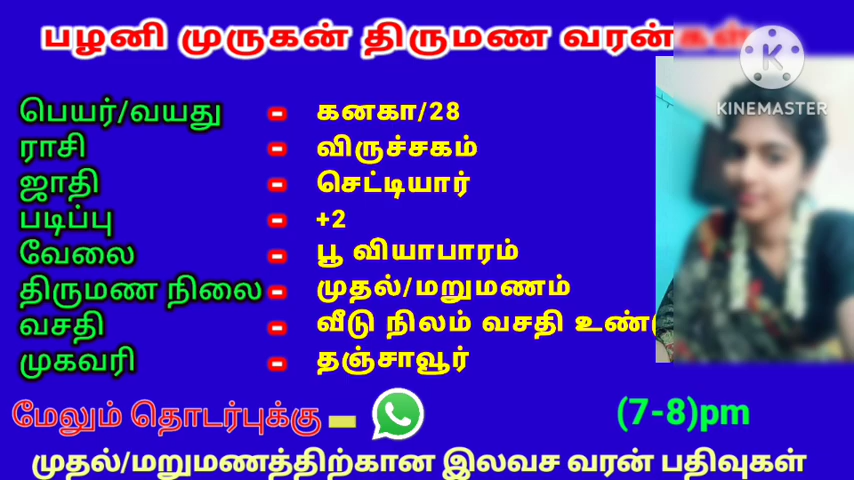 பழனி முருகன் திருமண வரன்கள்
KINEMASTER
பெயர்/வயது - கனகா/28
ராசி - விருச்சகம்
ஜாதி - செட்டியார்
படிப்பு - +2
வேலை - பூ வியாபாரம்
திருமண நிலை - முதல்/மறுமணம்
வசதி - வீடு நிலம் வசதி
முகவரி - தஞ்சாவூர்
மேலும் தொடர்புக்கு - (7-8)pm
முதல்/மறுமணத்திற்கான இலவச வரன் பதிவுகள்